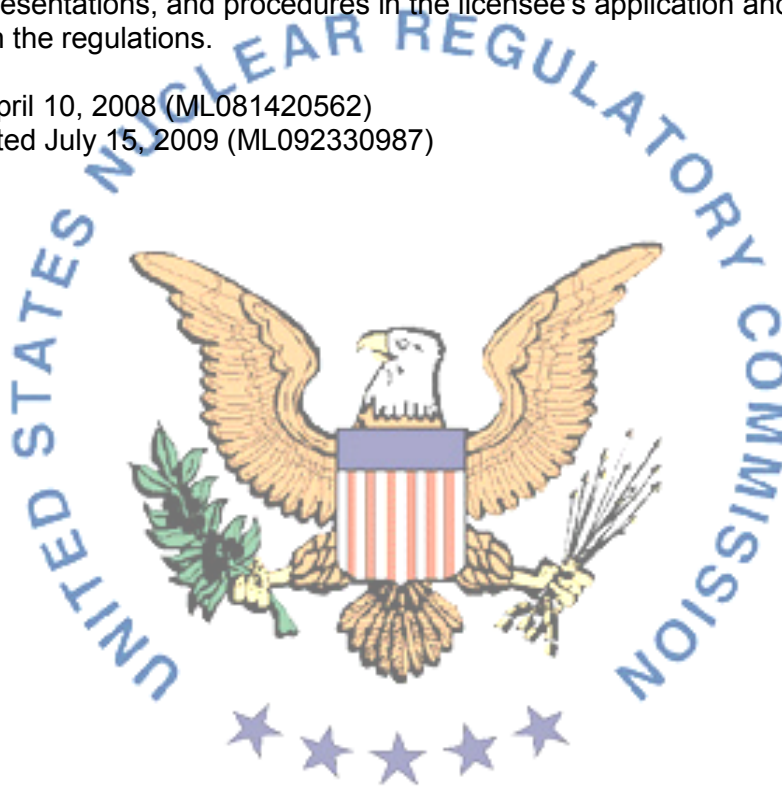 esentations, and procedures in the licensee's application and
n the regulations.
pril 10, 2008 (ML081420562)
ted July 15, 2009 (ML092330987)
UNITED STATES NUCLEAR REGULATORY COMMISSION